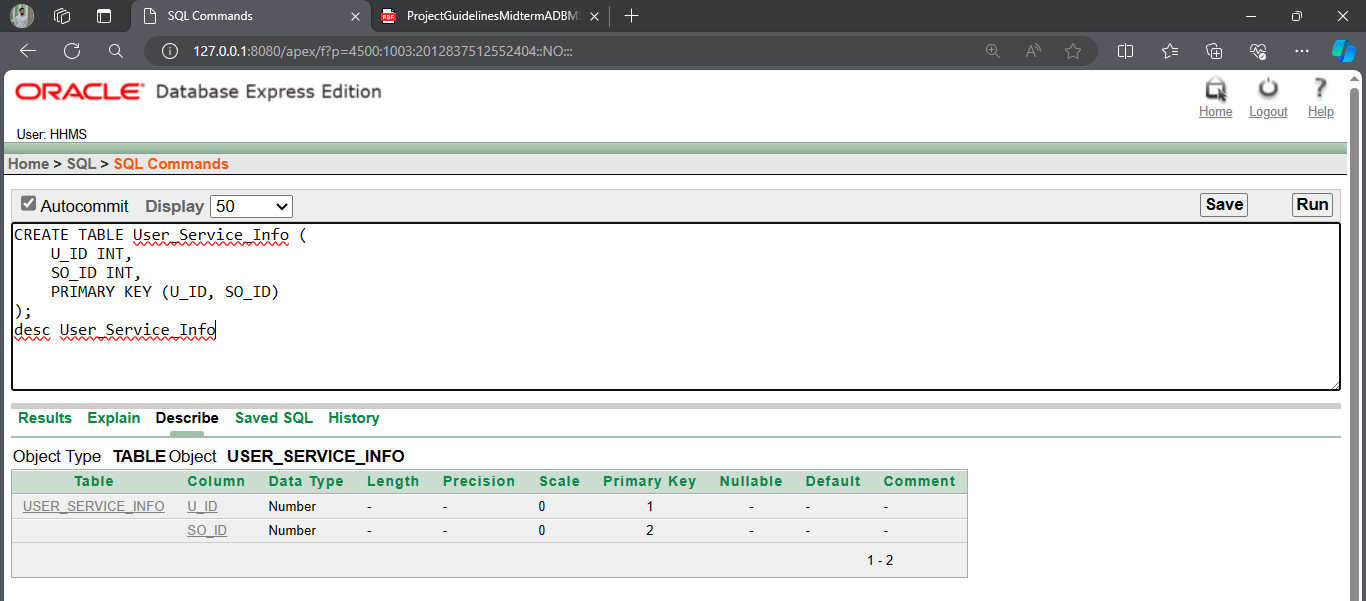 SQL Commands
PDF ProjectGuidelinesMidtermADBMS
127.0.0.1:8080/apex/f?p=4500:1003:2012837512552404::NO:::
ORACLE Database Express Edition
Home Logout Help
User: HHMS
Home > SQL > SQL Commands
Autocommit Display 50 Save Run
CREATE TABLE User_Service_Info (
U_ID INT,
SO_ID INT,
PRIMARY KEY (U_ID, SO_ID)
);
desc User_Service_Info
Results Explain Describe Saved SQL History
Object Type TABLE Object USER_SERVICE_INFO
Table Column Data Type Length Precision Scale Primary Key Nullable Default Comment
USER_SERVICE_INFO U_ID Number - - 0 1 - - -
SO_ID Number - - 0 2 - - -
1 - 2